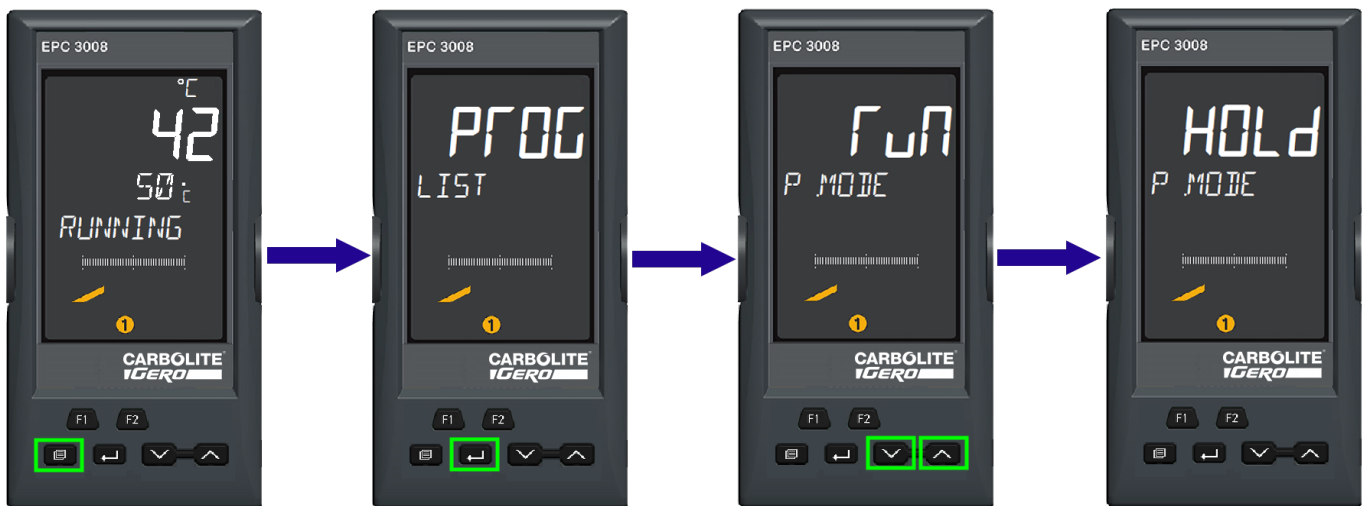 EPC 3008
°C
42
50 °C
RUNNING
1
CARBOLITE
GERO
F1 F2
EPC 3008
PrOG
LIST
1
CARBOLITE
GERO
F1 F2
EPC 3008
run
P.MODE
1
CARBOLITE
GERO
F1 F2
EPC 3008
HOLd
P.MODE
1
CARBOLITE
GERO
F1 F2